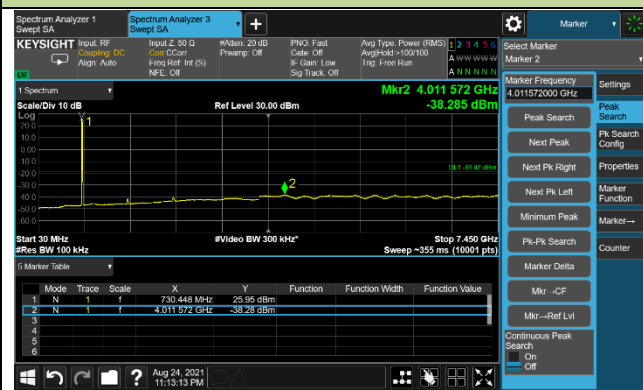 Spectrum Analyzer 1
Swept SA
Spectrum Analyzer 3
Swept SA
Marker
KEYSIGHT
Input: RF
Coupling: DC
Align: Auto
Input Z: 50 Ω
Corr CCorr
Freq Ref: Int (S)
NFE: Off
#Atten: 20 dB
Preamp: Off
PNO: Fast
Gate: Off
IF Gain: Low
Sig Track: Off
Avg Type: Power (RMS)
Avg|Hold:>100/100
Trig: Free Run
1 2 3 4 5 6
A W W W W W
A N N N N N
Select Marker
Marker 2
1 Spectrum
Scale/Div 10 dB
Log
Ref Level 30.00 dBm
Mkr2 4.011 572 GHz
-38.285 dBm
20.0
10.0
0.00
-10.0
-20.0
-30.0
-40.0
-50.0
-60.0
1
2
Start 30 MHz
#Res BW 100 kHz
#Video BW 300 kHz*
Stop 7.450 GHz
Sweep ~355 ms (10001 pts)
5 Marker Table
Mode Trace Scale X Y Function Function Width Function Value
1 N 1 f 730.448 MHz 25.95 dBm
2 N 1 f 4.011 572 GHz -38.28 dBm
3
4
5
6
Marker Frequency
4.011572000 GHz
Peak Search
Next Peak
Next Pk Right
Next Pk Left
Minimum Peak
Pk-Pk Search
Marker Delta
Mkr→CF
Mkr→Ref Lvl
Continuous Peak
Search
On
Off
Settings
Peak
Search
Pk Search
Config
Properties
Marker
Function
Marker→
Counter
Aug 24, 2021
11:13:13 PM